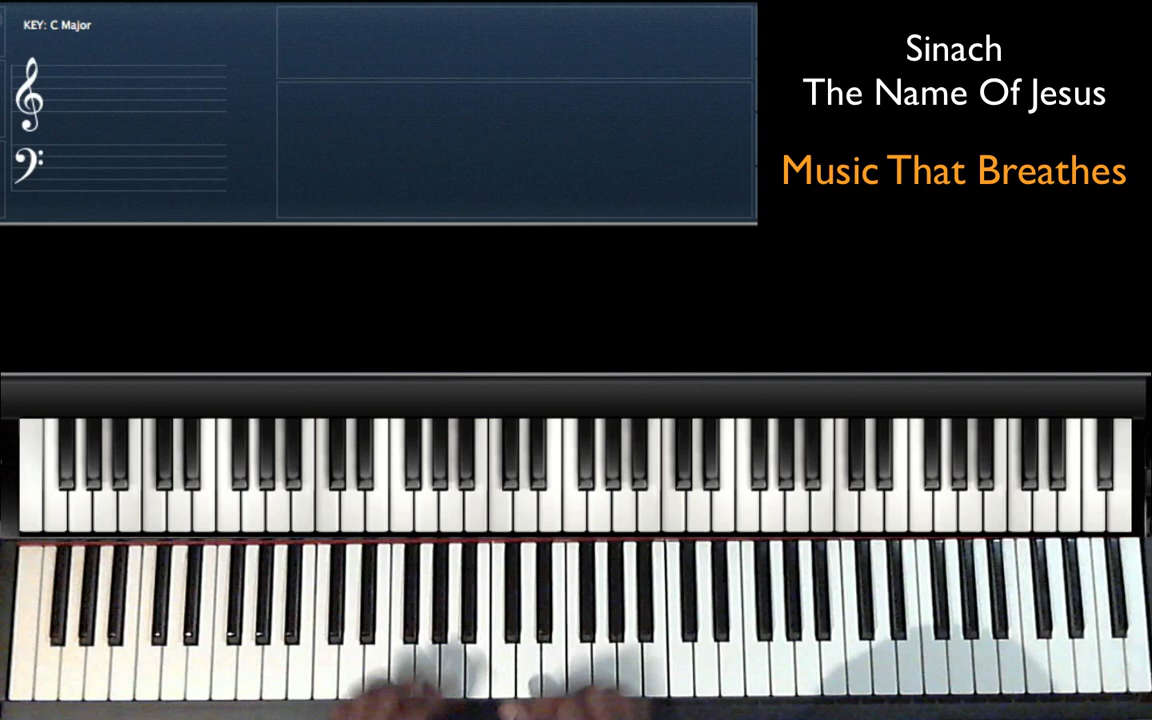 KEY: C Major
Sinach
The Name Of Jesus
Music That Breathes